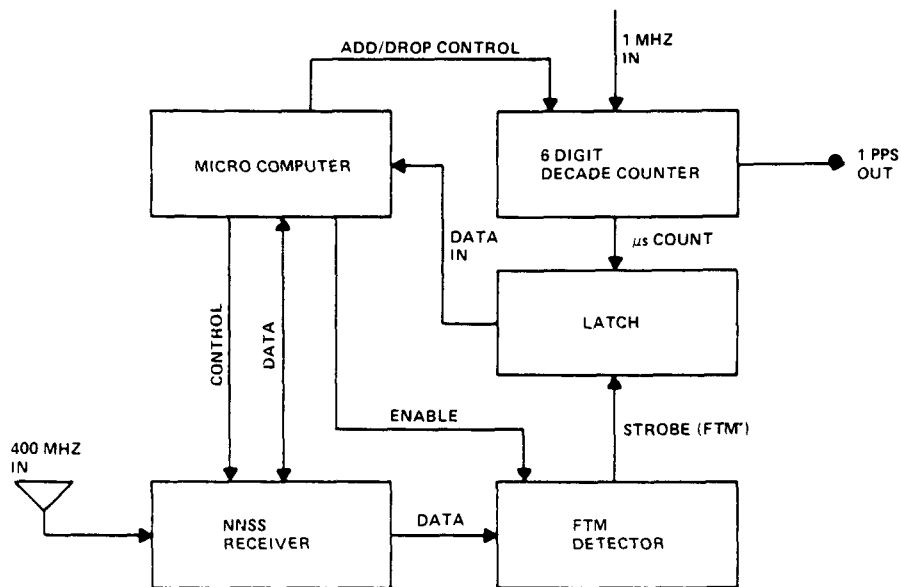 ADD/DROP CONTROL
1 MHZ
IN
MICRO COMPUTER
6 DIGIT
DECADE COUNTER
1 PPS
OUT
DATA
IN
µs COUNT
LATCH
CONTROL
DATA
ENABLE
STROBE (FTM')
400 MHZ
IN
NNSS
RECEIVER
DATA
FTM
DETECTOR